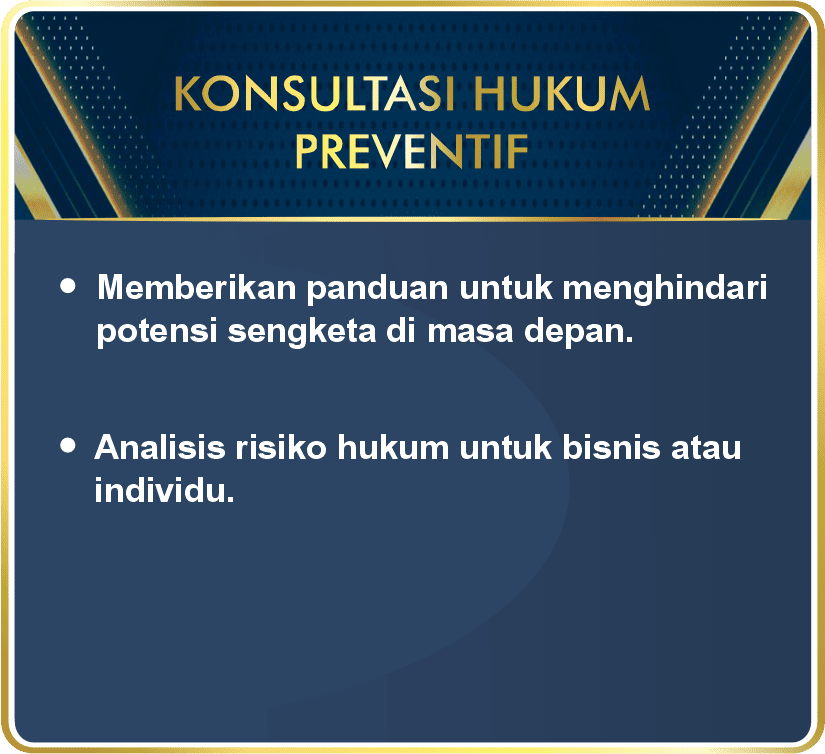 KONSULTASI HUKUM
PREVENTIF
• Memberikan panduan untuk menghindari
potensi sengketa di masa depan.
• Analisis risiko hukum untuk bisnis atau
individu.